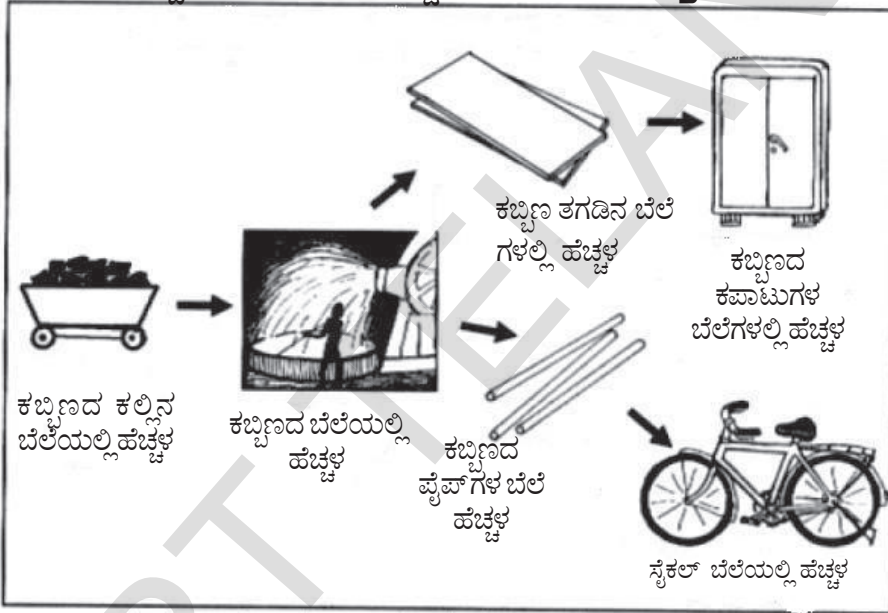 ಕಬ್ಬಿಣ ತಗಡಿನ ಬೆಲೆ
ಗಳಲ್ಲಿ ಹೆಚ್ಚಳ
ಕಬ್ಬಿಣದ
ಕಪಾಟುಗಳ
ಬೆಲೆಗಳಲ್ಲಿ ಹೆಚ್ಚಳ
ಕಬ್ಬಿಣದ ಕಲ್ಲಿನ
ಬೆಲೆಯಲ್ಲಿ ಹೆಚ್ಚಳ
ಕಬ್ಬಿಣದ ಬೆಲೆಯಲ್ಲಿ
ಹೆಚ್ಚಳ
ಕಬ್ಬಿಣದ
ಪೈಪ್‌ಗಳ ಬೆಲೆ
ಹೆಚ್ಚಳ
ಸೈಕಲ್ ಬೆಲೆಯಲ್ಲಿ ಹೆಚ್ಚಳ